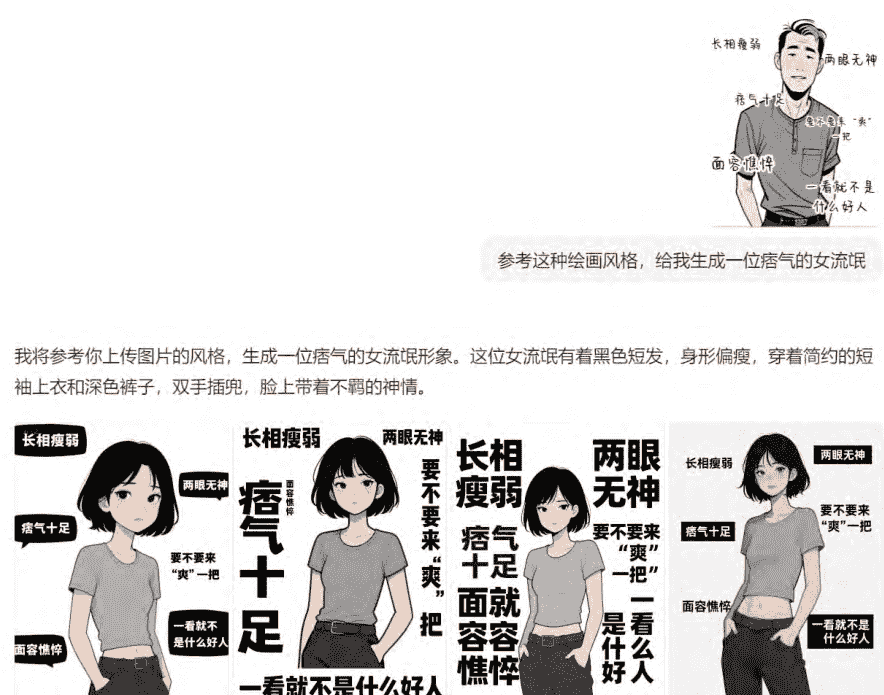 长相瘦弱
两眼无神
痞气十足
要不要来“爽”
一把
面容憔悴
一看就不是
什么好人
参考这种绘画风格，给我生成一位痞气的女流氓
我将参考你上传图片的风格，生成一位痞气的女流氓形象。这位女流氓有着黑色短发，身形偏瘦，穿着简约的短
袖上衣和深色裤子，双手插兜，脸上带着不羁的神情。
长相瘦弱
两眼无神
痞气十足
要不要来
“爽”一把
面容憔悴
一看就不
是什么好人
长相瘦弱
两眼无神
面容憔悴
痞气十足
要不要来“爽”把
一看就不是什么好人
长相
瘦弱
两眼
无神
痞气
十足
要不要来
“爽”
一把
面就
容容
憔悴
一看
么人
是什
好
长相瘦弱
两眼无神
痞气十足
要不要来
“爽”一把
面容憔悴
一看就不是
什么好人